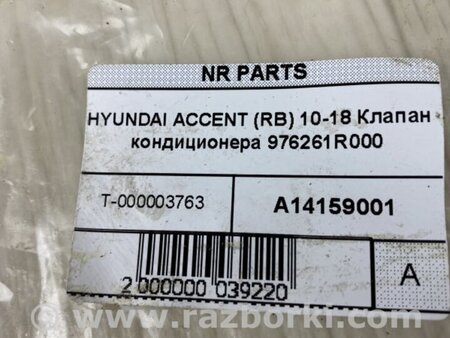 NR PARTS
HYUNDAI ACCENT (RB) 10-18 Клапан
кондиционера 976261R000
T-000003763
A14159001
2 000000 039220
A
www.razborki.com